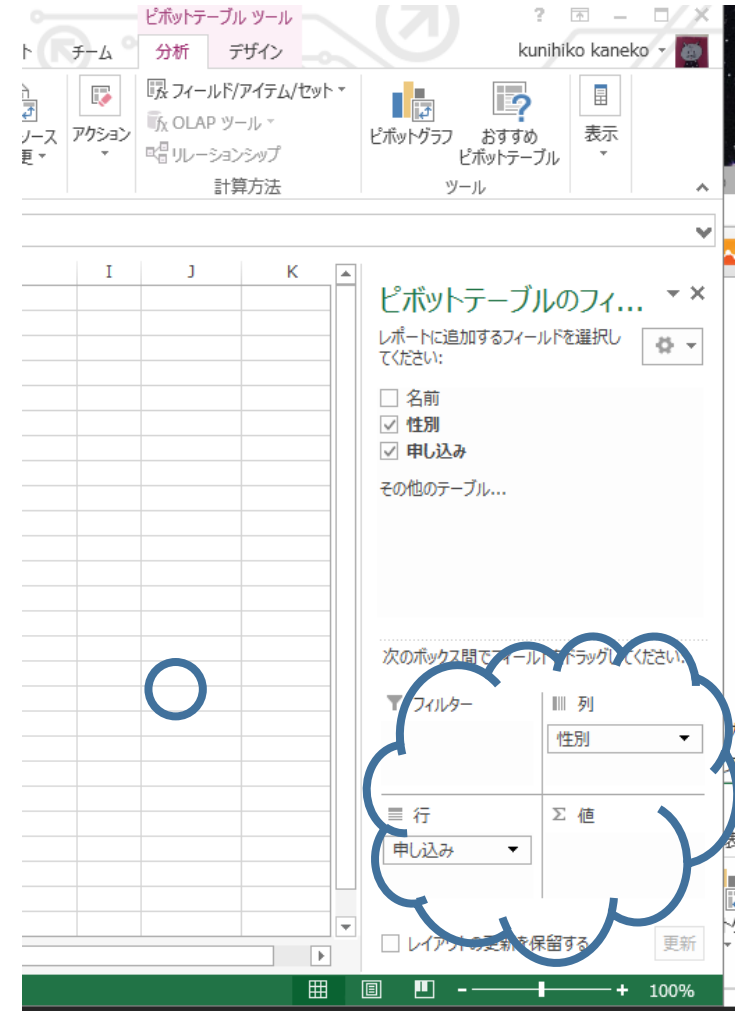 ピボットテーブル ツール
? 
ト チーム 分析 デザイン kunihiko kaneko
ソース
更
アクション
フィールド/アイテム/セット
fx OLAP ツール
リレーションシップ
計算方法
ピボットグラフ
おすすめ
ピボットテーブル
表示
ツール
I J K
ピボットテーブルのフィ...
レポートに追加するフィールドを選択し
てください:
名前
性別
申し込み
その他のテーブル...
次のボックス間でフィールドをドラッグしてください:
フィルター
列
性別
行
Σ 値
申し込み
レイアウトの更新を保留する
更新
100%